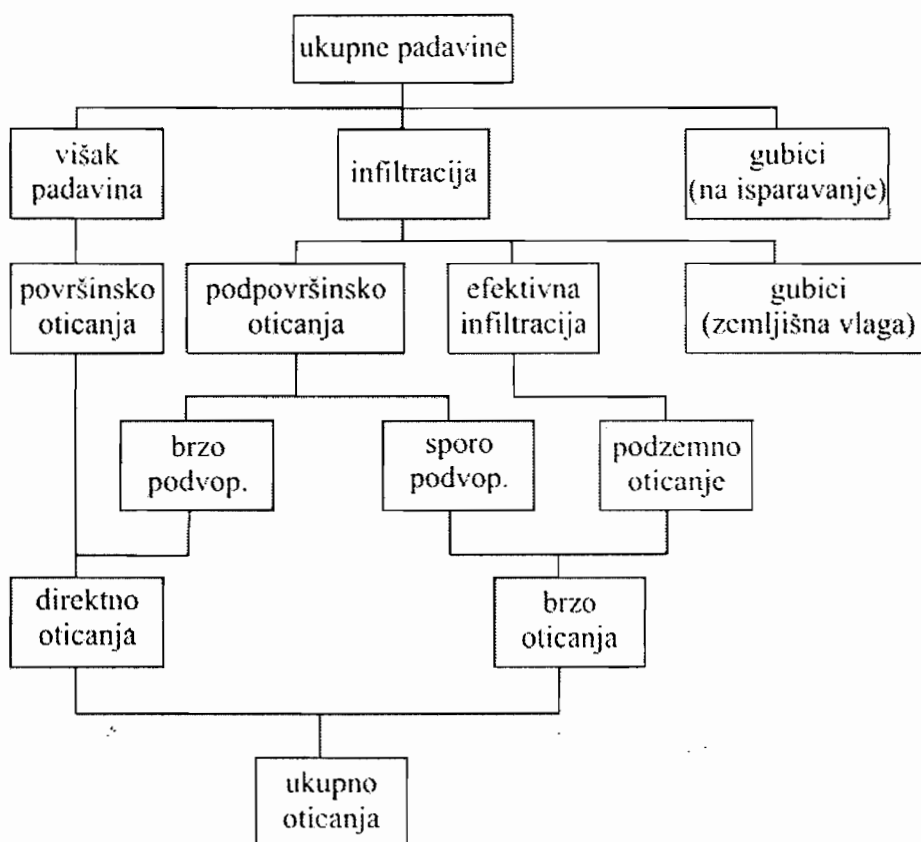 ukupne padavine
višak
padavina
infiltracija
gubici
(na isparavanje)
površinsko
oticanja
podpovršinsko
oticanja
efektivna
infiltracija
gubici
(zemljišna vlaga)
brzo
podvop.
sporo
podvop.
podzemno
oticanje
direktno
oticanja
brzo
oticanja
ukupno
oticanja